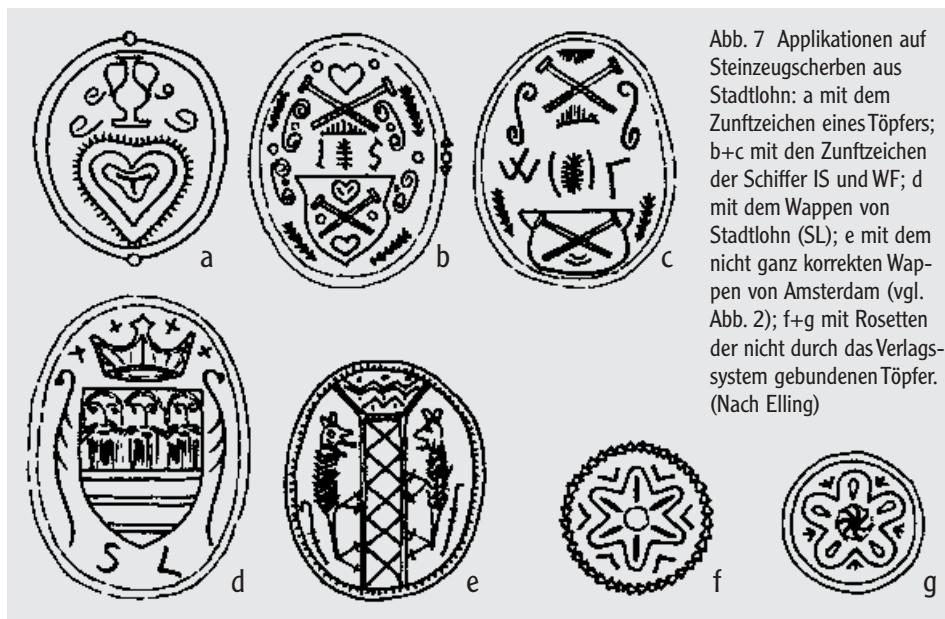 Abb. 7 Applikationen auf
Steinzeugscherben aus
Stadtlohn: a mit dem
Zunftzeichen eines Töpfers;
b+c mit den Zunftzeichen
der Schiffer IS und WF; d
mit dem Wappen von
Stadtlohn (SL); e mit dem
nicht ganz korrekten Wap-
pen von Amsterdam (vgl.
Abb. 2); f+g mit Rosetten
der nicht durch das Verlags-
system gebundenen Töpfer.
(Nach Elling)
I S
W Γ
a
b
c
S L
d
e
f
g